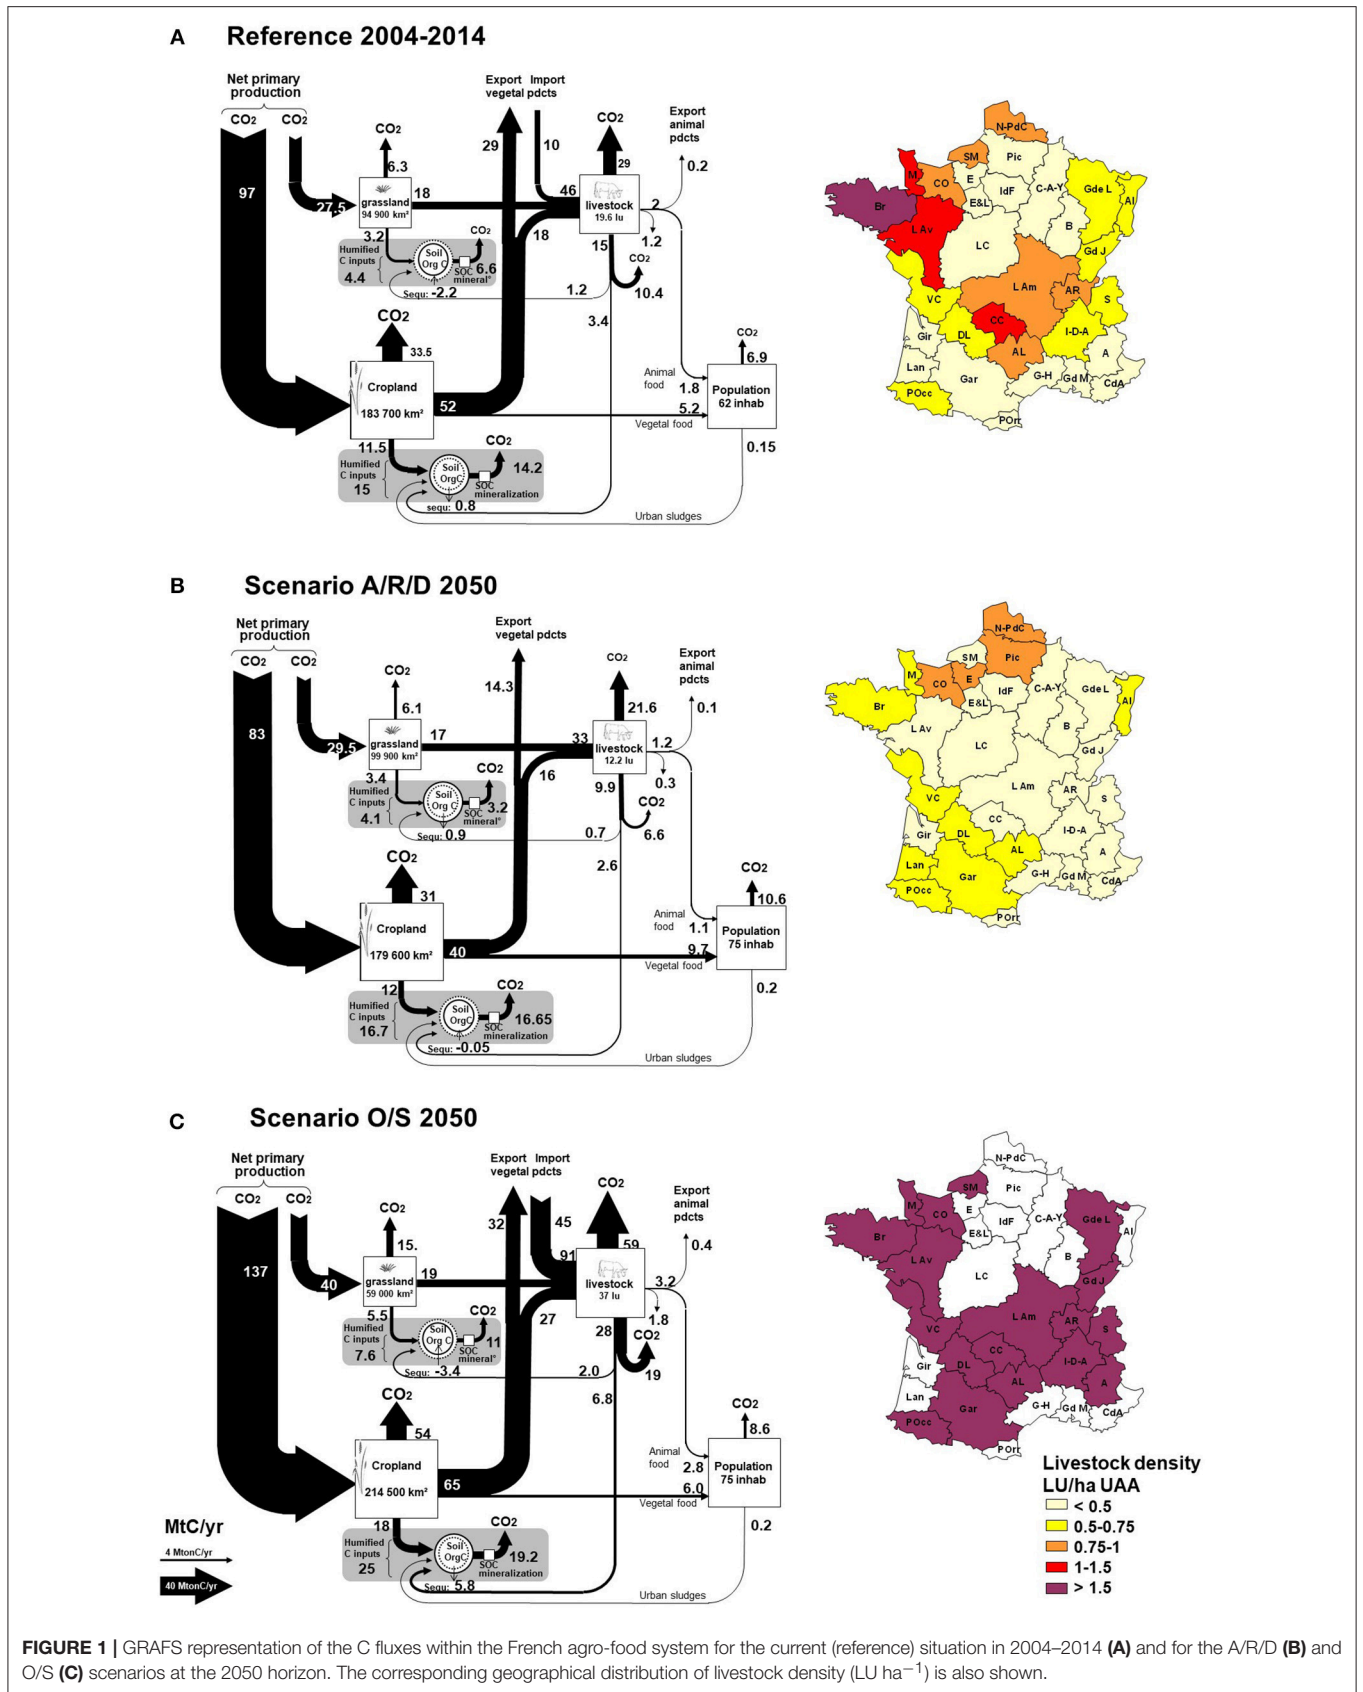 A
Reference 2004-2014
Net primary
production
CO2
CO2
97
27.5
CO2
6.3
grassland
94 900 km²
18
3.2
Humified
C inputs
4.4
Soil
Org C
CO2
6.6
SOC
mineral°
Sequ: -2.2
1.2
Export
vegetal
Import
pdcts
29
10
46
18
CO2
29
livestock
19.6 lu
2
1.2
15
CO2
10.4
3.4
Export
animal
pdcts
0.2
CO2
33.5
Cropland
183 700 km²
52
11.5
Humified
C inputs
15
Soil
OrgC
CO2
14.2
SOC
mineralization
sequ: 0.8
Animal
food
1.8
5.2
Vegetal food
CO2
6.9
Population
62 inhab
0.15
Urban sludges
N-PdC
SM
Pic
M
CO
E
IdF
E&L
C-A-Y
Gde L
Al
Br
L Av
LC
B
Gd J
L Am
AR
S
VC
CC
DL
I-D-A
Gir
AL
A
Lan
Gar
G-H
Gd M
CdA
POcc
POrr
B
Scenario A/R/D 2050
Net primary
production
CO2
CO2
83
29.5
CO2
6.1
grassland
99 900 km²
17
3.4
Humified
C inputs
4.1
Soil
Org C
CO2
3.2
SOC
mineral°
Sequ: 0.9
0.7
Export
vegetal pdcts
14.3
33
16
CO2
21.6
livestock
12.2 lu
1.2
0.3
9.9
CO2
6.6
2.6
Export
animal
pdcts
0.1
CO2
31
Cropland
179 600 km²
40
12
Humified
C inputs
16.7
Soil
OrgC
CO2
16.65
SOC
mineralization
Sequ: -0.05
Animal
food
1.1
9.7
Vegetal food
CO2
10.6
Population
75 inhab
0.2
Urban sludges
N-PdC
SM
Pic
M
CO
E
IdF
E&L
C-A-Y
Gde L
Al
Br
L Av
LC
B
Gd J
L Am
AR
S
VC
CC
DL
I-D-A
Gir
AL
A
Lan
Gar
G-H
Gd M
CdA
POcc
POrr
C
Scenario O/S 2050
Net primary
production
CO2
CO2
137
40
CO2
15.
grassland
59 000 km²
19
5.5
Humified
C inputs
7.6
Soil
Org C
CO2
11
SOC
mineral°
Sequ: -3.4
2.0
Export
vegetal
Import
pdcts
32
45
91
27
CO2
59
livestock
37 lu
3.2
1.8
28
CO2
19
6.8
Export
animal
pdcts
0.4
CO2
54
Cropland
214 500 km²
65
18
Humified
C inputs
25
Soil
OrgC
CO2
19.2
SOC
mineralization
Sequ: 5.8
Animal
food
2.8
6.0
Vegetal food
CO2
8.6
Population
75 inhab
0.2
Urban sludges
MtC/yr
4 MtonC/yr
40 MtonC/yr
N-PdC
SM
Pic
M
CO
E
IdF
E&L
C-A-Y
Gde L
Al
Br
L Av
LC
B
Gd J
L Am
AR
S
VC
CC
DL
I-D-A
Gir
AL
A
Lan
Gar
G-H
Gd M
CdA
POcc
POrr
Livestock density
LU/ha UAA
< 0.5
0.5-0.75
0.75-1
1-1.5
> 1.5
FIGURE 1 | GRAFS representation of the C fluxes within the French agro-food system for the current (reference) situation in 2004–2014 (A) and for the A/R/D (B) and
O/S (C) scenarios at the 2050 horizon. The corresponding geographical distribution of livestock density (LU ha−1) is also shown.